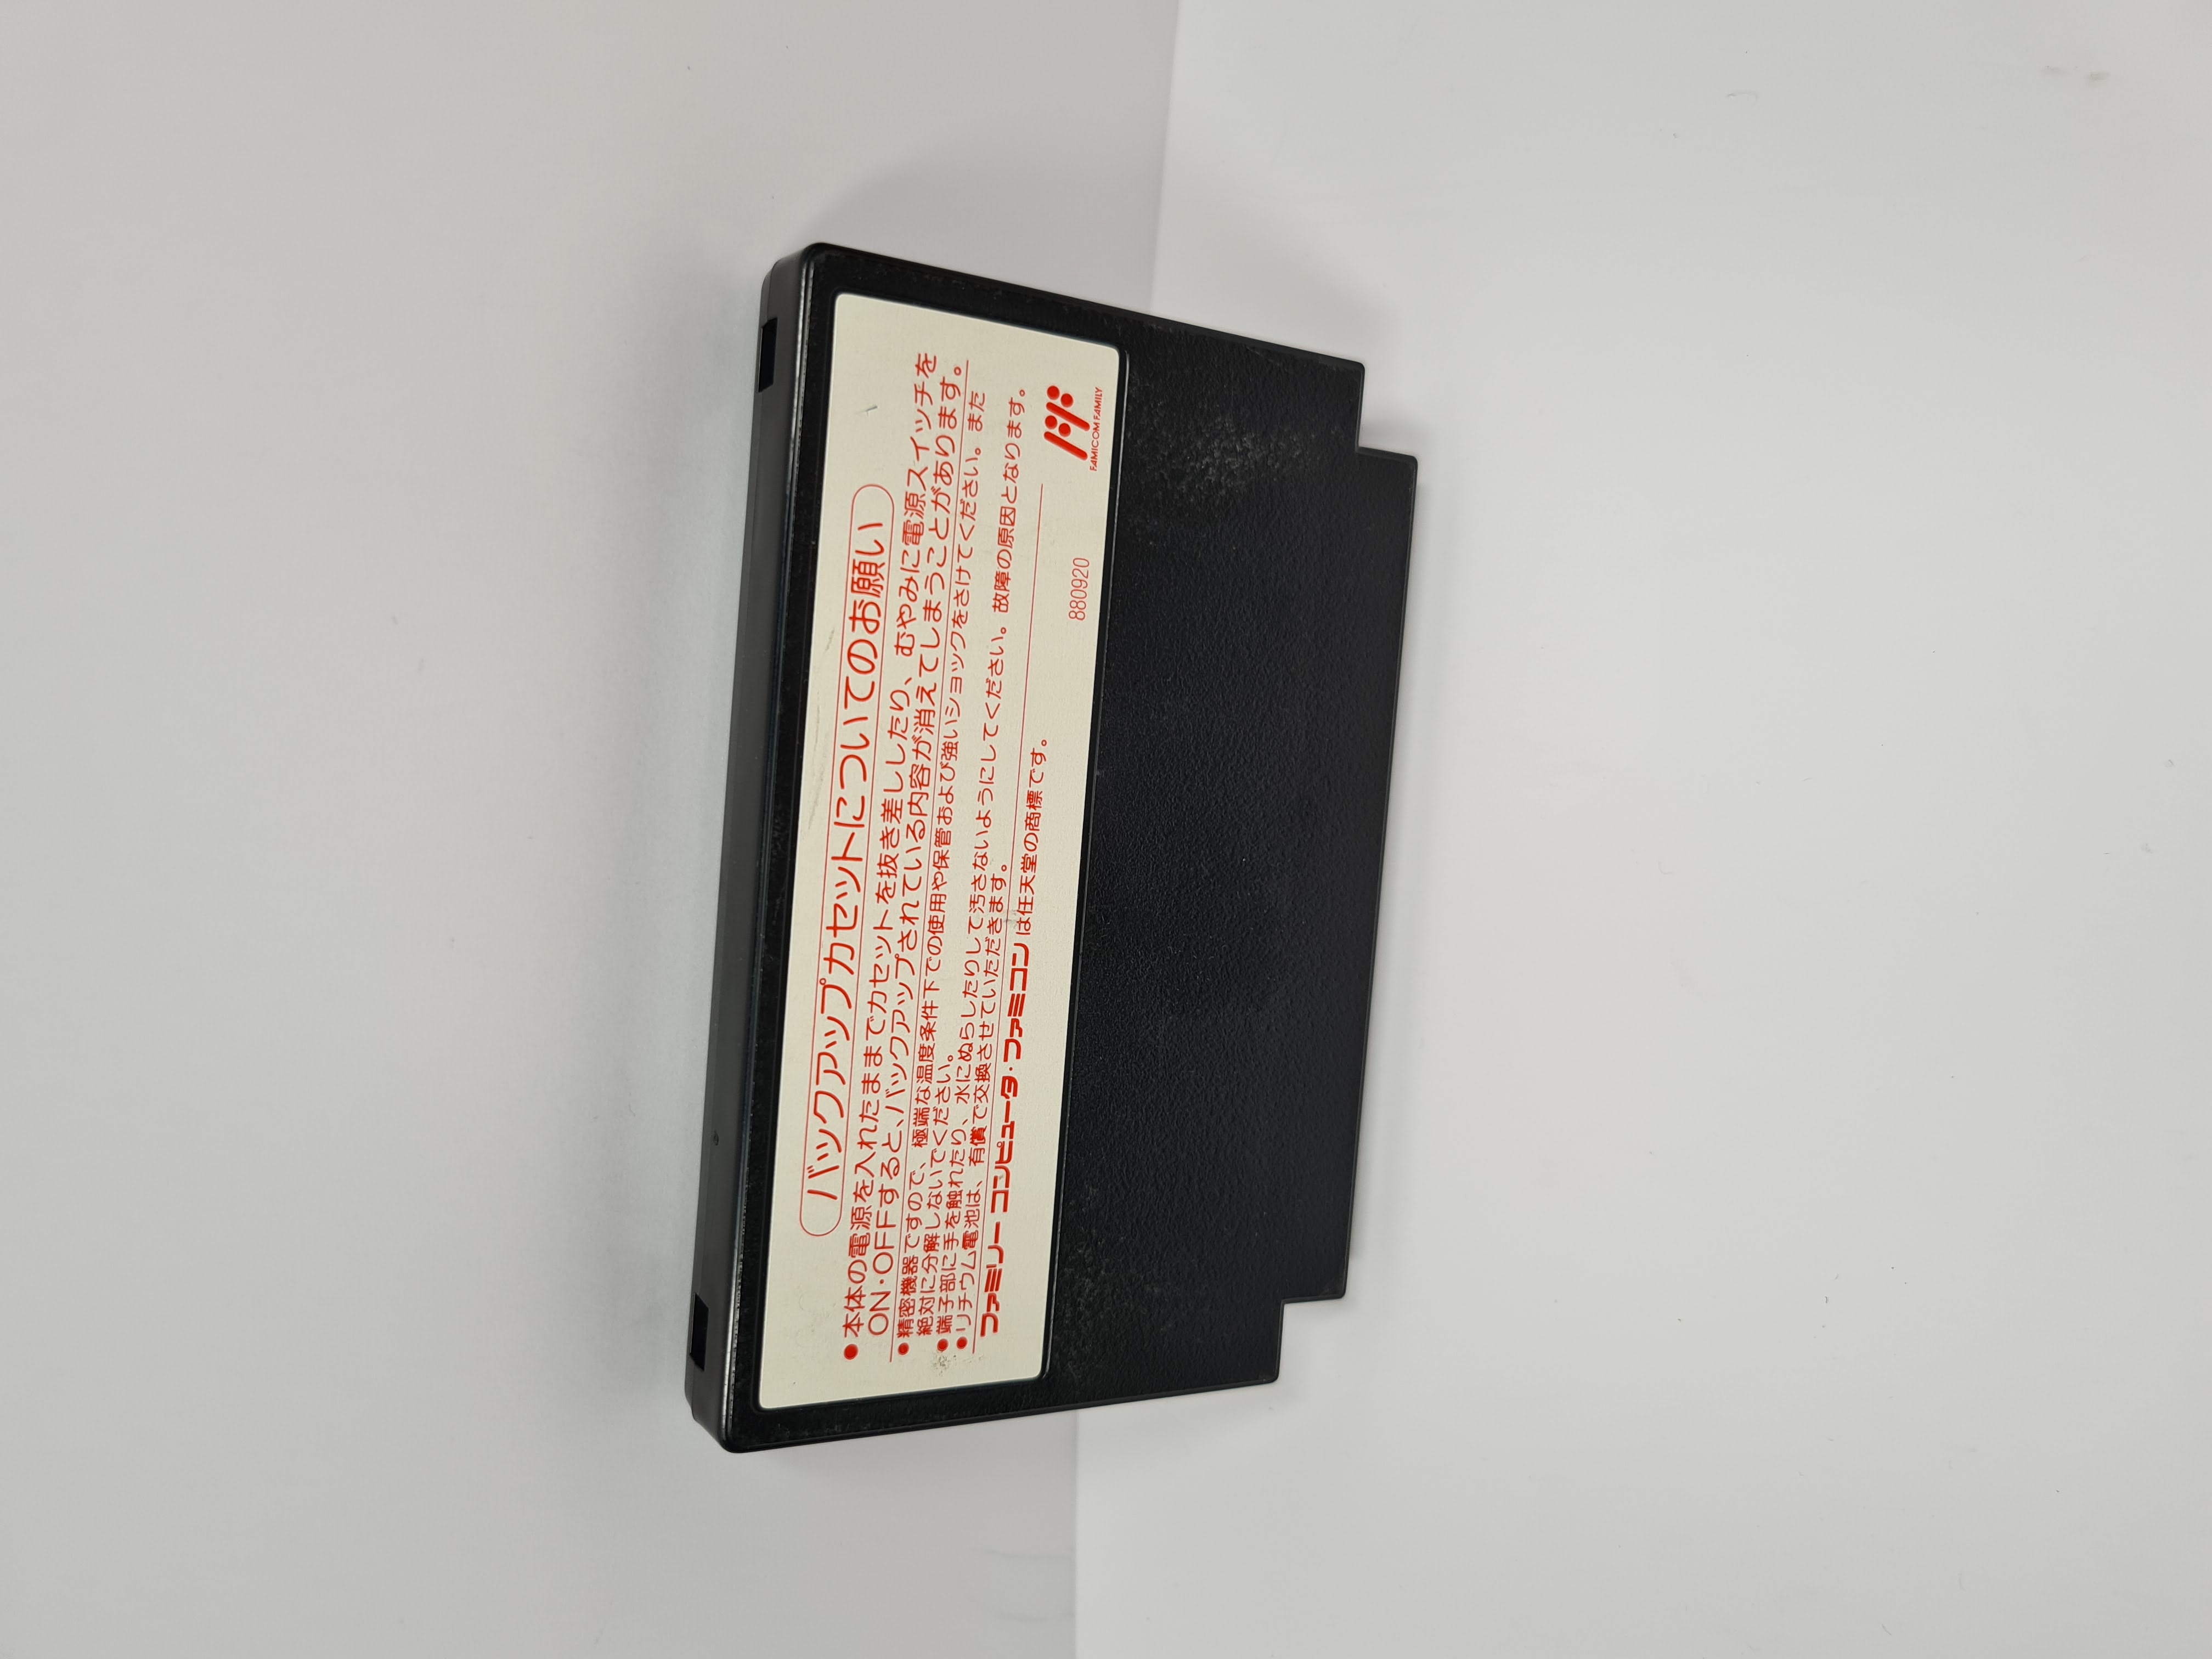 バックアップカセットについてのお願い
●本体の電源を入れたままでカセットを抜き差ししたり、むやみに電源スイッチを
ON・OFFすると、バックアップされている内容が消えてしまうことがあります。
●精密機器ですので、極端な温度条件下での使用や保管および強いショックをさけてください。また
絶対に分解しないでください。
●端子部に手を触れたり、水にぬらしたりして汚さないようにしてください。故障の原因となります。
●リチウム電池は、有償で交換させていただきます。
ファミリーコンピュータ・ファミコンは任天堂の商標です。
880920
FAMICOM FAMILY